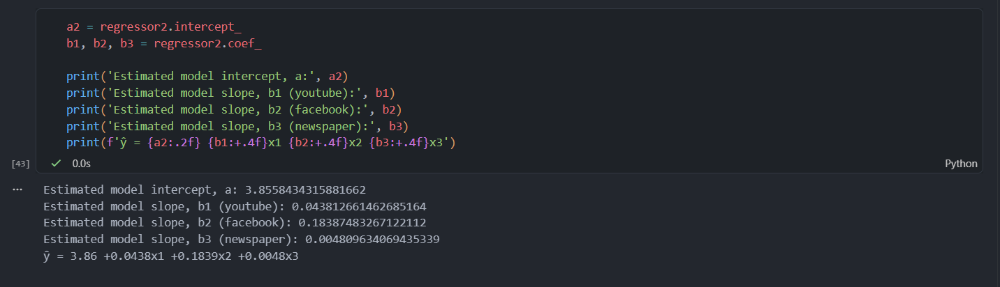 a2 = regressor2.intercept_
b1, b2, b3 = regressor2.coef_
print('Estimated model intercept, a:', a2)
print('Estimated model slope, b1 (youtube):', b1)
print('Estimated model slope, b2 (facebook):', b2)
print('Estimated model slope, b3 (newspaper):', b3)
print(f'ŷ = {a2:.2f} {b1:+.4f}x1 {b2:+.4f}x2 {b3:+.4f}x3')
[43] ✓ 0.0s Python
... Estimated model intercept, a: 3.8558434315881662
Estimated model slope, b1 (youtube): 0.043812661462685164
Estimated model slope, b2 (facebook): 0.18387483267122112
Estimated model slope, b3 (newspaper): 0.004809634069435339
ŷ = 3.86 +0.0438x1 +0.1839x2 +0.0048x3